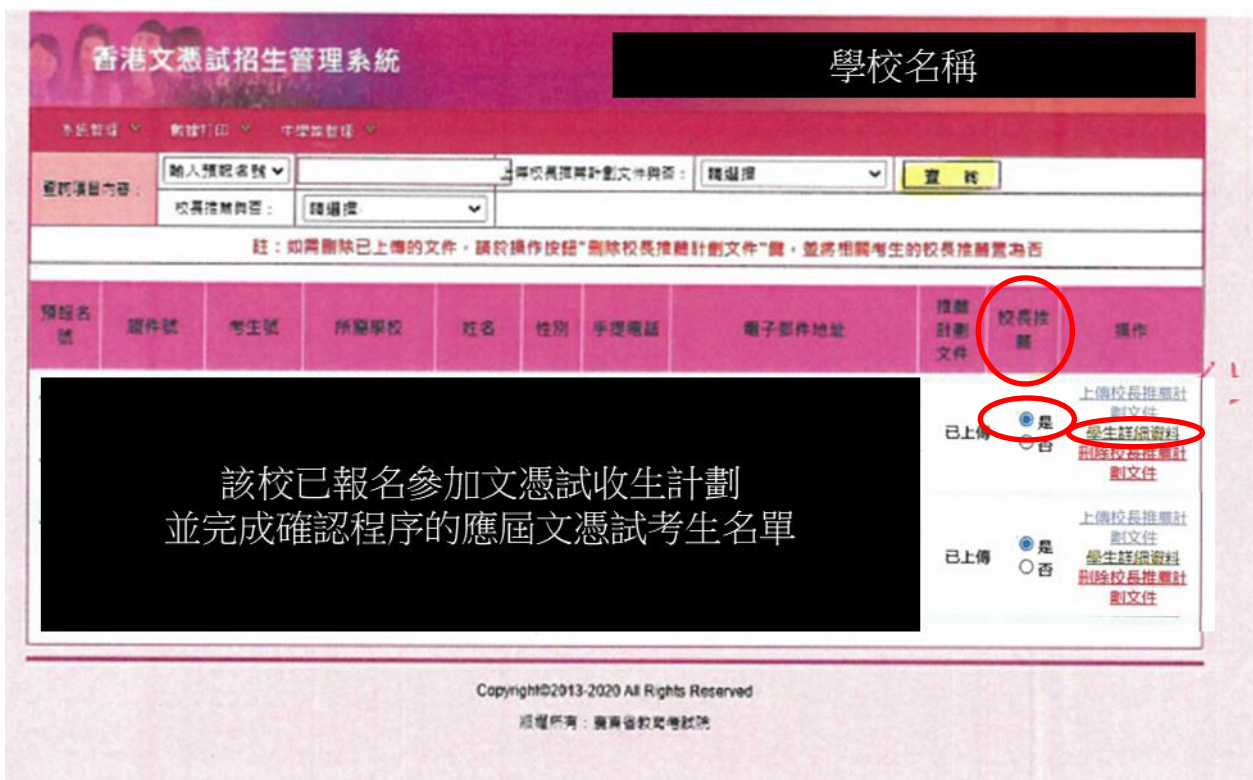 香港文憑試招生管理系統
學校名稱
系統管理 數據打印 中學端管理
查詢項目內容： 輸入預報名號 上傳校長推薦計劃文件與否： 請選擇 查 詢
校長推薦與否： 請選擇
註：如需刪除已上傳的文件，請於操作按鈕"刪除校長推薦計劃文件"鍵，並將相關考生的校長推薦置為否
預報名號 證件號 考生號 所屬學校 姓名 性別 手提電話 電子郵件地址 推薦計劃文件 校長推薦 操作
該校已報名參加文憑試收生計劃
並完成確認程序的應屆文憑試考生名單
已上傳
是
否
上傳校長推薦計
劃文件
學生詳細資料
刪除校長推薦計
劃文件
已上傳
是
否
上傳校長推薦計
劃文件
學生詳細資料
刪除校長推薦計
劃文件
Copyright©2013-2020 All Rights Reserved
版權所有：廣東省教育考試院